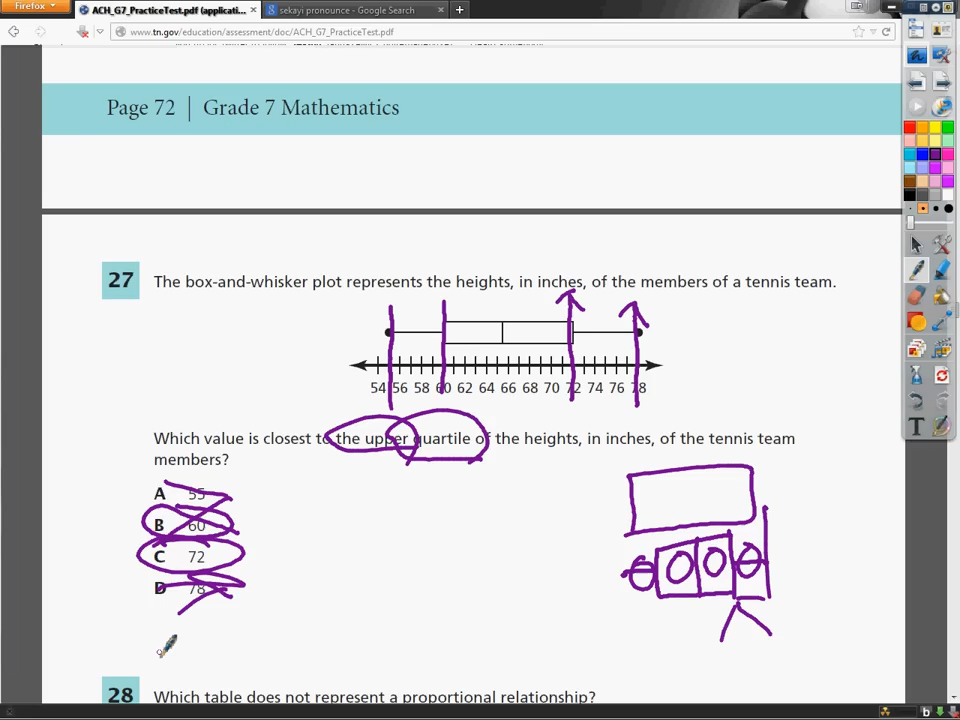 Firefox
ACH_G7_PracticeTest.pdf (applicati...
sekayi pronounce - Google Search
www.tn.gov/education/assessment/doc/ACH_G7_PracticeTest.pdf
Page 72 | Grade 7 Mathematics
27 The box-and-whisker plot represents the heights, in inches, of the members of a tennis team.
54 56 58 60 62 64 66 68 70 72 74 76 78
Which value is closest to the upper quartile of the heights, in inches, of the tennis team
members?
A 55
B 60
C 72
D 78
28 Which table does not represent a proportional relationship?